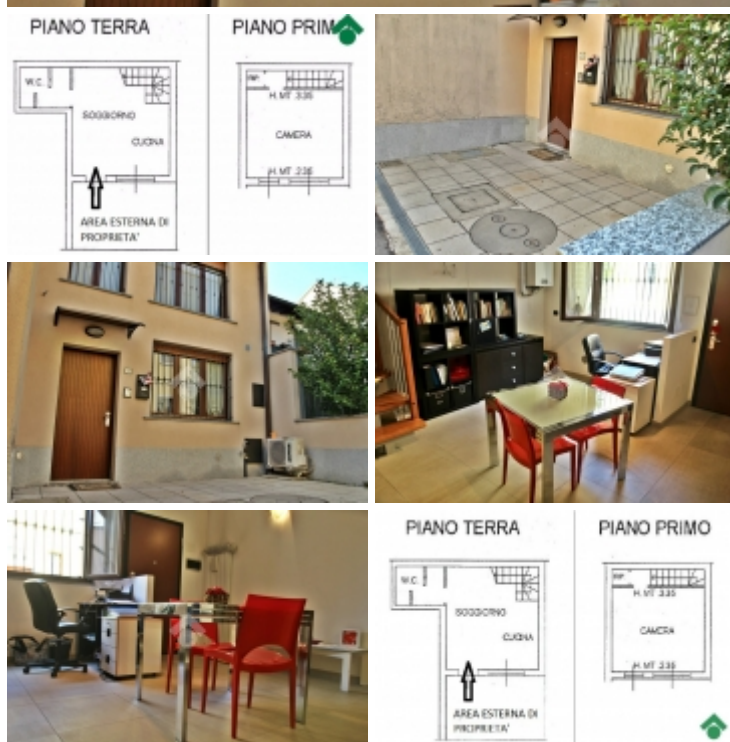 PIANO TERRA
PIANO PRIM
W.C.
SOGGIORNO
CUCINA
AREA ESTERNA DI
PROPRIETA'
H. MT 3.35
CAMERA
H. MT 2.35
PIANO TERRA
PIANO PRIMO
W.C.
SOGGIORNO
CUCINA
AREA ESTERNA DI
PROPRIETA'
H. MT 3.35
CAMERA
H. MT 2.35